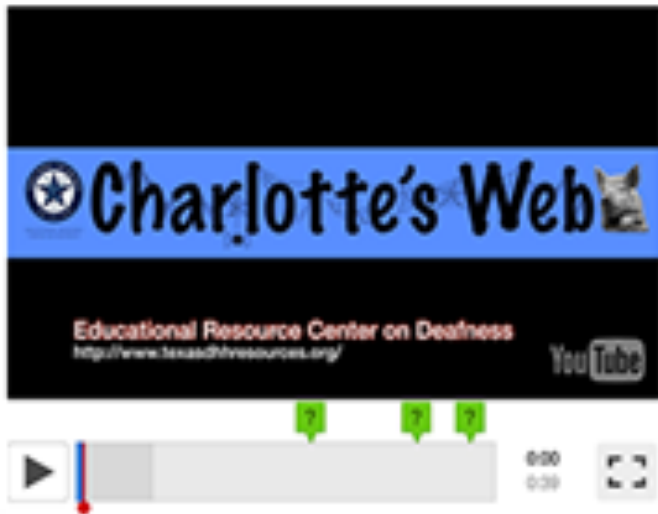 Charlotte's Web
Educational Resource Center on Deafness
http://www.texasdhhresources.org/
YouTube
? ? ?
0:00
0:39